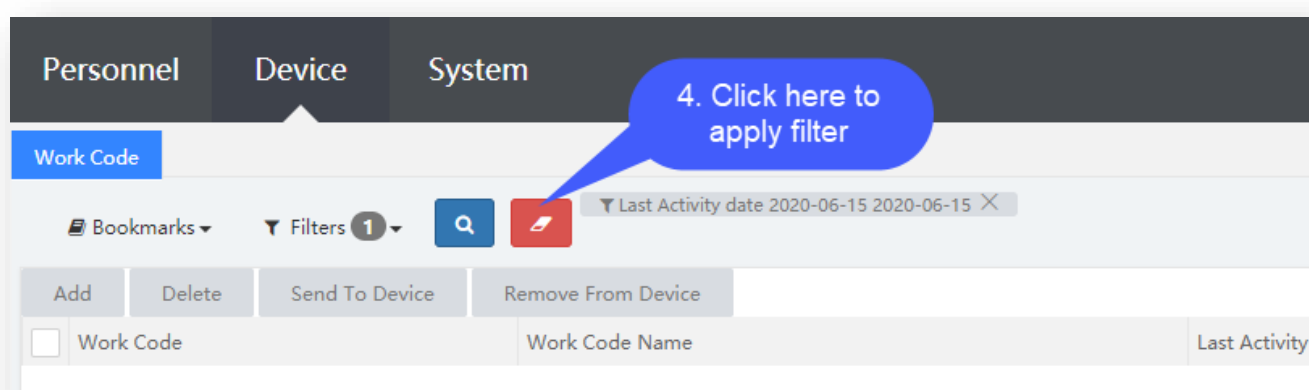 Personnel Device System
4. Click here to
apply filter
Work Code
Bookmarks Filters 1
Last Activity date 2020-06-15 2020-06-15
Add Delete Send To Device Remove From Device
Work Code Work Code Name Last Activity